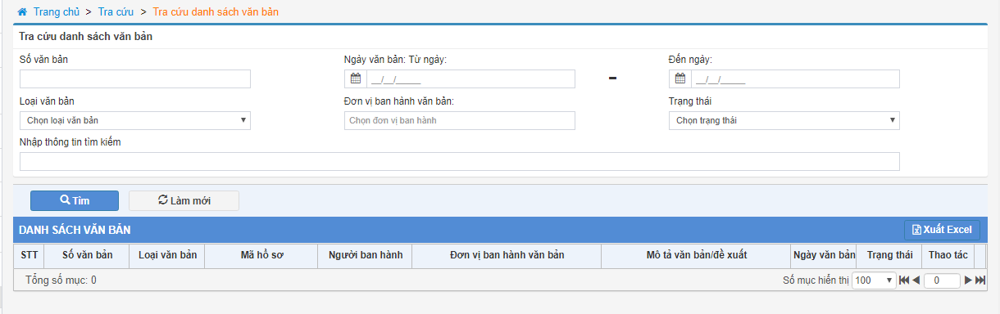 Trang chủ > Tra cứu > Tra cứu danh sách văn bản
Tra cứu danh sách văn bản
Số văn bản Ngày văn bản: Từ ngày: Đến ngày:
__/__/____ - __/__/____
Loại văn bản Đơn vị ban hành văn bản: Trạng thái
Chọn loại văn bản Chọn đơn vị ban hành Chọn trạng thái
Nhập thông tin tìm kiếm
Tìm Làm mới
DANH SÁCH VĂN BẢN Xuất Excel
STT Số văn bản Loại văn bản Mã hồ sơ Người ban hành Đơn vị ban hành văn bản Mô tả văn bản/đề xuất Ngày văn bản Trạng thái Thao tác
Tổng số mục: 0 Số mục hiển thị 100 0